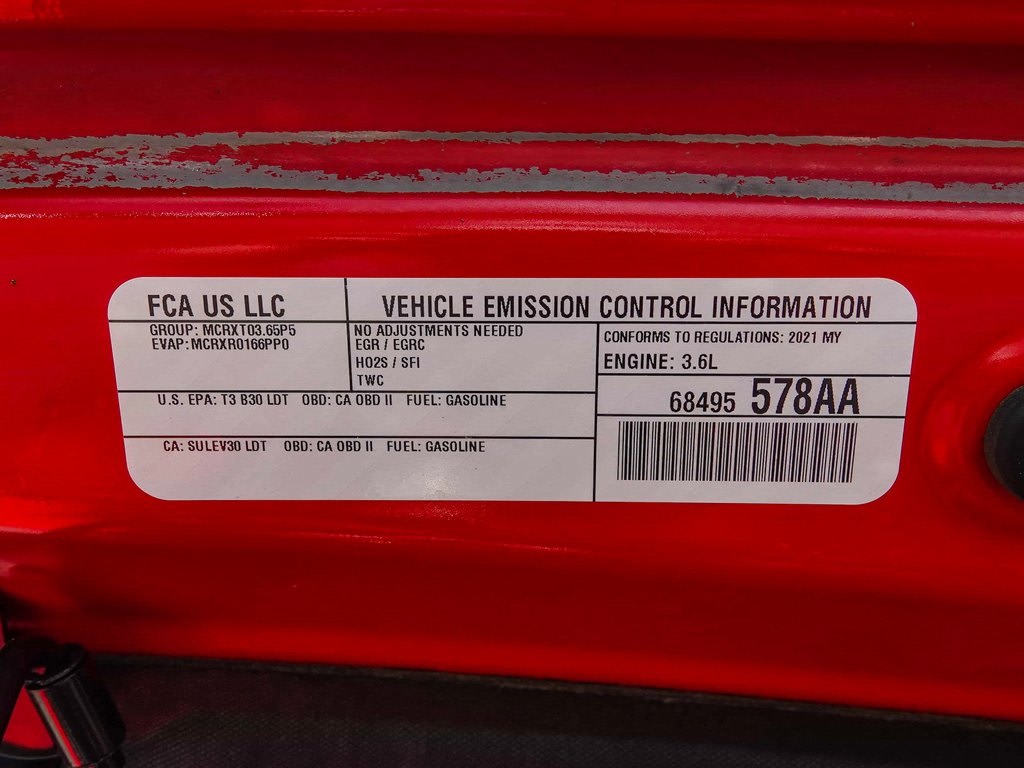 FCA US LLC
VEHICLE EMISSION CONTROL INFORMATION
GROUP: MCRXT03.65P5
EVAP: MCRXR0166PP0
NO ADJUSTMENTS NEEDED
EGR / EGRC
HO2S / SFI
TWC
CONFORMS TO REGULATIONS: 2021 MY
ENGINE: 3.6L
68495 578AA
U.S. EPA: T3 B30 LDT OBD: CA OBD II FUEL: GASOLINE
CA: SULEV30 LDT OBD: CA OBD II FUEL: GASOLINE